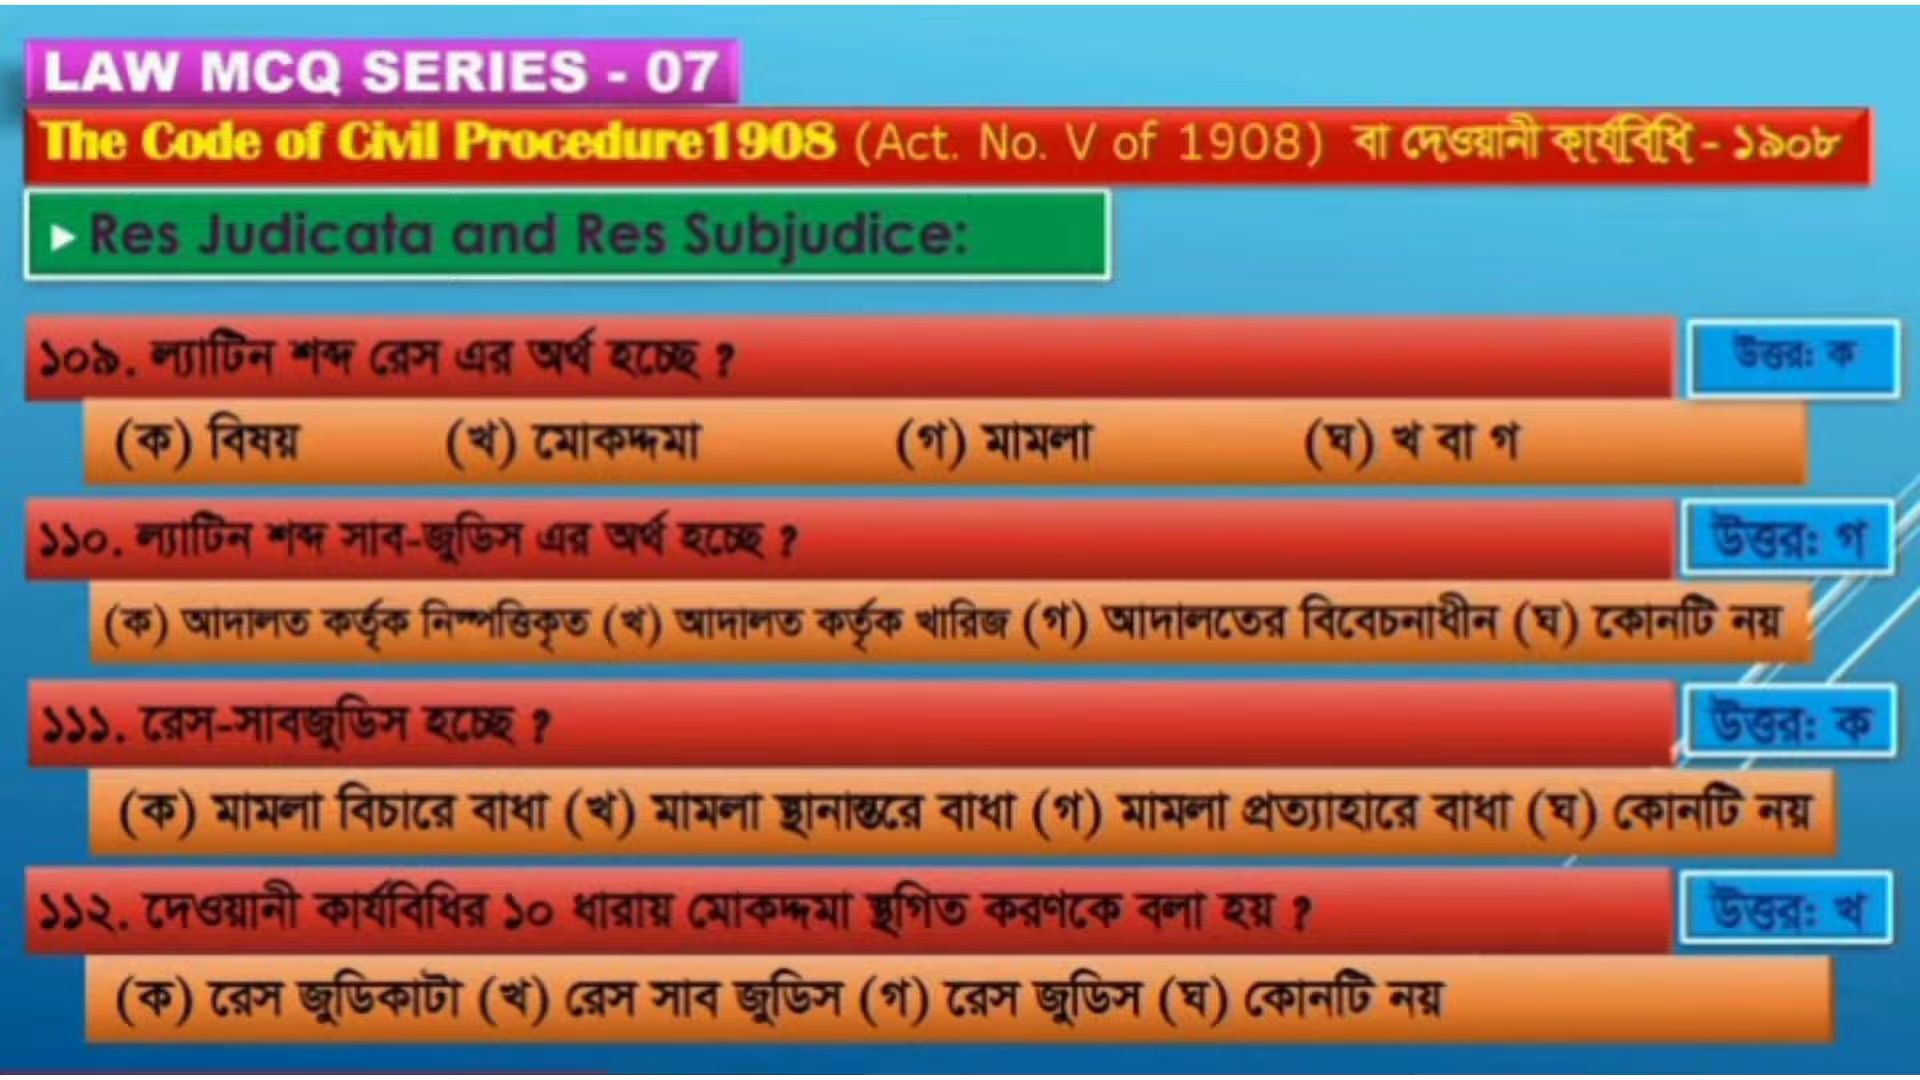 LAW MCQ SERIES - 07
The Code of Civil Procedure1908 (Act. No. V of 1908) বা দেওয়ানী কার্যবিধি - ১৯০৮
Res Judicata and Res Subjudice:
১০৯. ল্যাটিন শব্দ রেস এর অর্থ হচ্ছে ? উত্তরঃ ক
(ক) বিষয় (খ) মোকদ্দমা (গ) মামলা (ঘ) খ বা গ
১১০. ল্যাটিন শব্দ সাব-জুডিস এর অর্থ হচ্ছে ? উত্তরঃ গ
(ক) আদালত কর্তৃক নিস্পত্তিকৃত (খ) আদালত কর্তৃক খারিজ (গ) আদালতের বিবেচনাধীন (ঘ) কোনটি নয়
১১১. রেস-সাবজুডিস হচ্ছে ? উত্তরঃ ক
(ক) মামলা বিচারে বাধা (খ) মামলা স্থানান্তরে বাধা (গ) মামলা প্রত্যাহারে বাধা (ঘ) কোনটি নয়
১১২. দেওয়ানী কার্যবিধির ১০ ধারায় মোকদ্দমা স্থগিত করণকে বলা হয় ? উত্তরঃ খ
(ক) রেস জুডিকাটা (খ) রেস সাব জুডিস (গ) রেস জুডিস (ঘ) কোনটি নয়